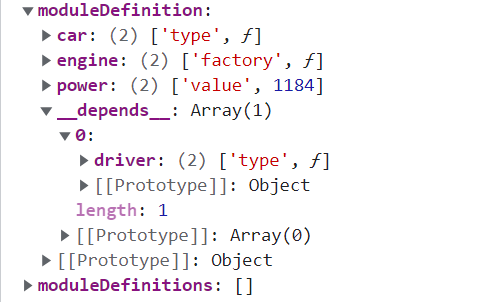 ▼moduleDefinition:
▶car: (2) ['type', ƒ]
▶engine: (2) ['factory', ƒ]
▶power: (2) ['value', 1184]
▼__depends__: Array(1)
▼0:
▶driver: (2) ['type', ƒ]
▶[[Prototype]]: Object
length: 1
▶[[Prototype]]: Array(0)
▶[[Prototype]]: Object
▶moduleDefinitions: []